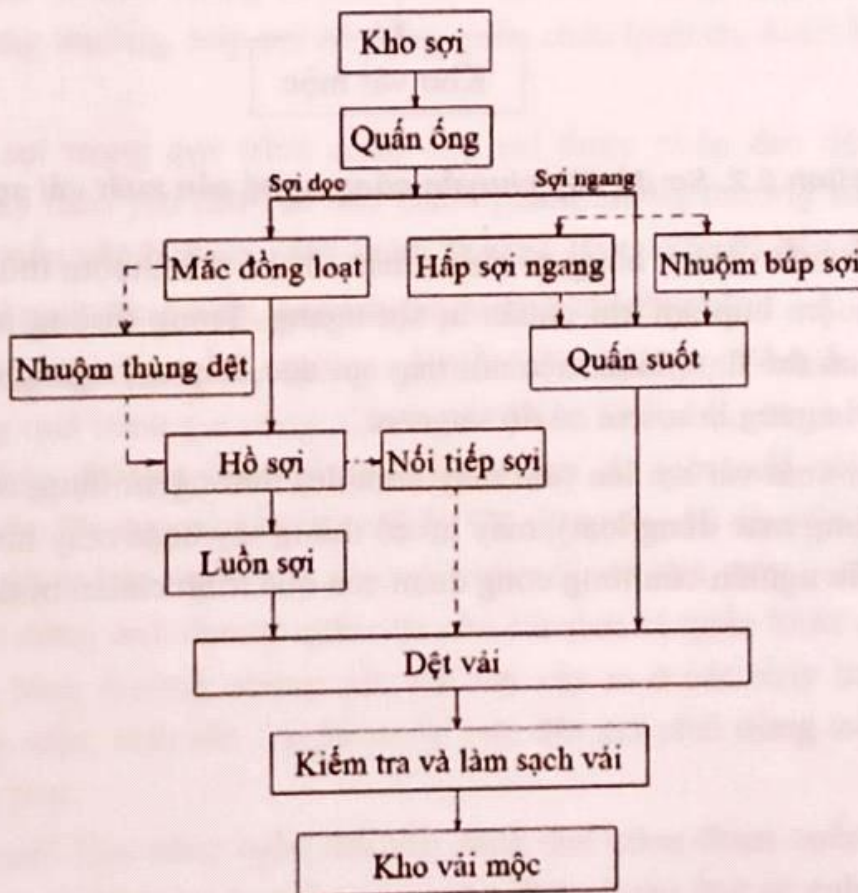 Kho sợi
Quấn ống
Sợi dọc
Sợi ngang
Mắc đồng loạt
Hấp sợi ngang
Nhuộm búp sợi
Nhuộm thùng dệt
Quấn suốt
Hồ sợi
Nối tiếp sợi
Luồn sợi
Dệt vải
Kiểm tra và làm sạch vải
Kho vải mộc